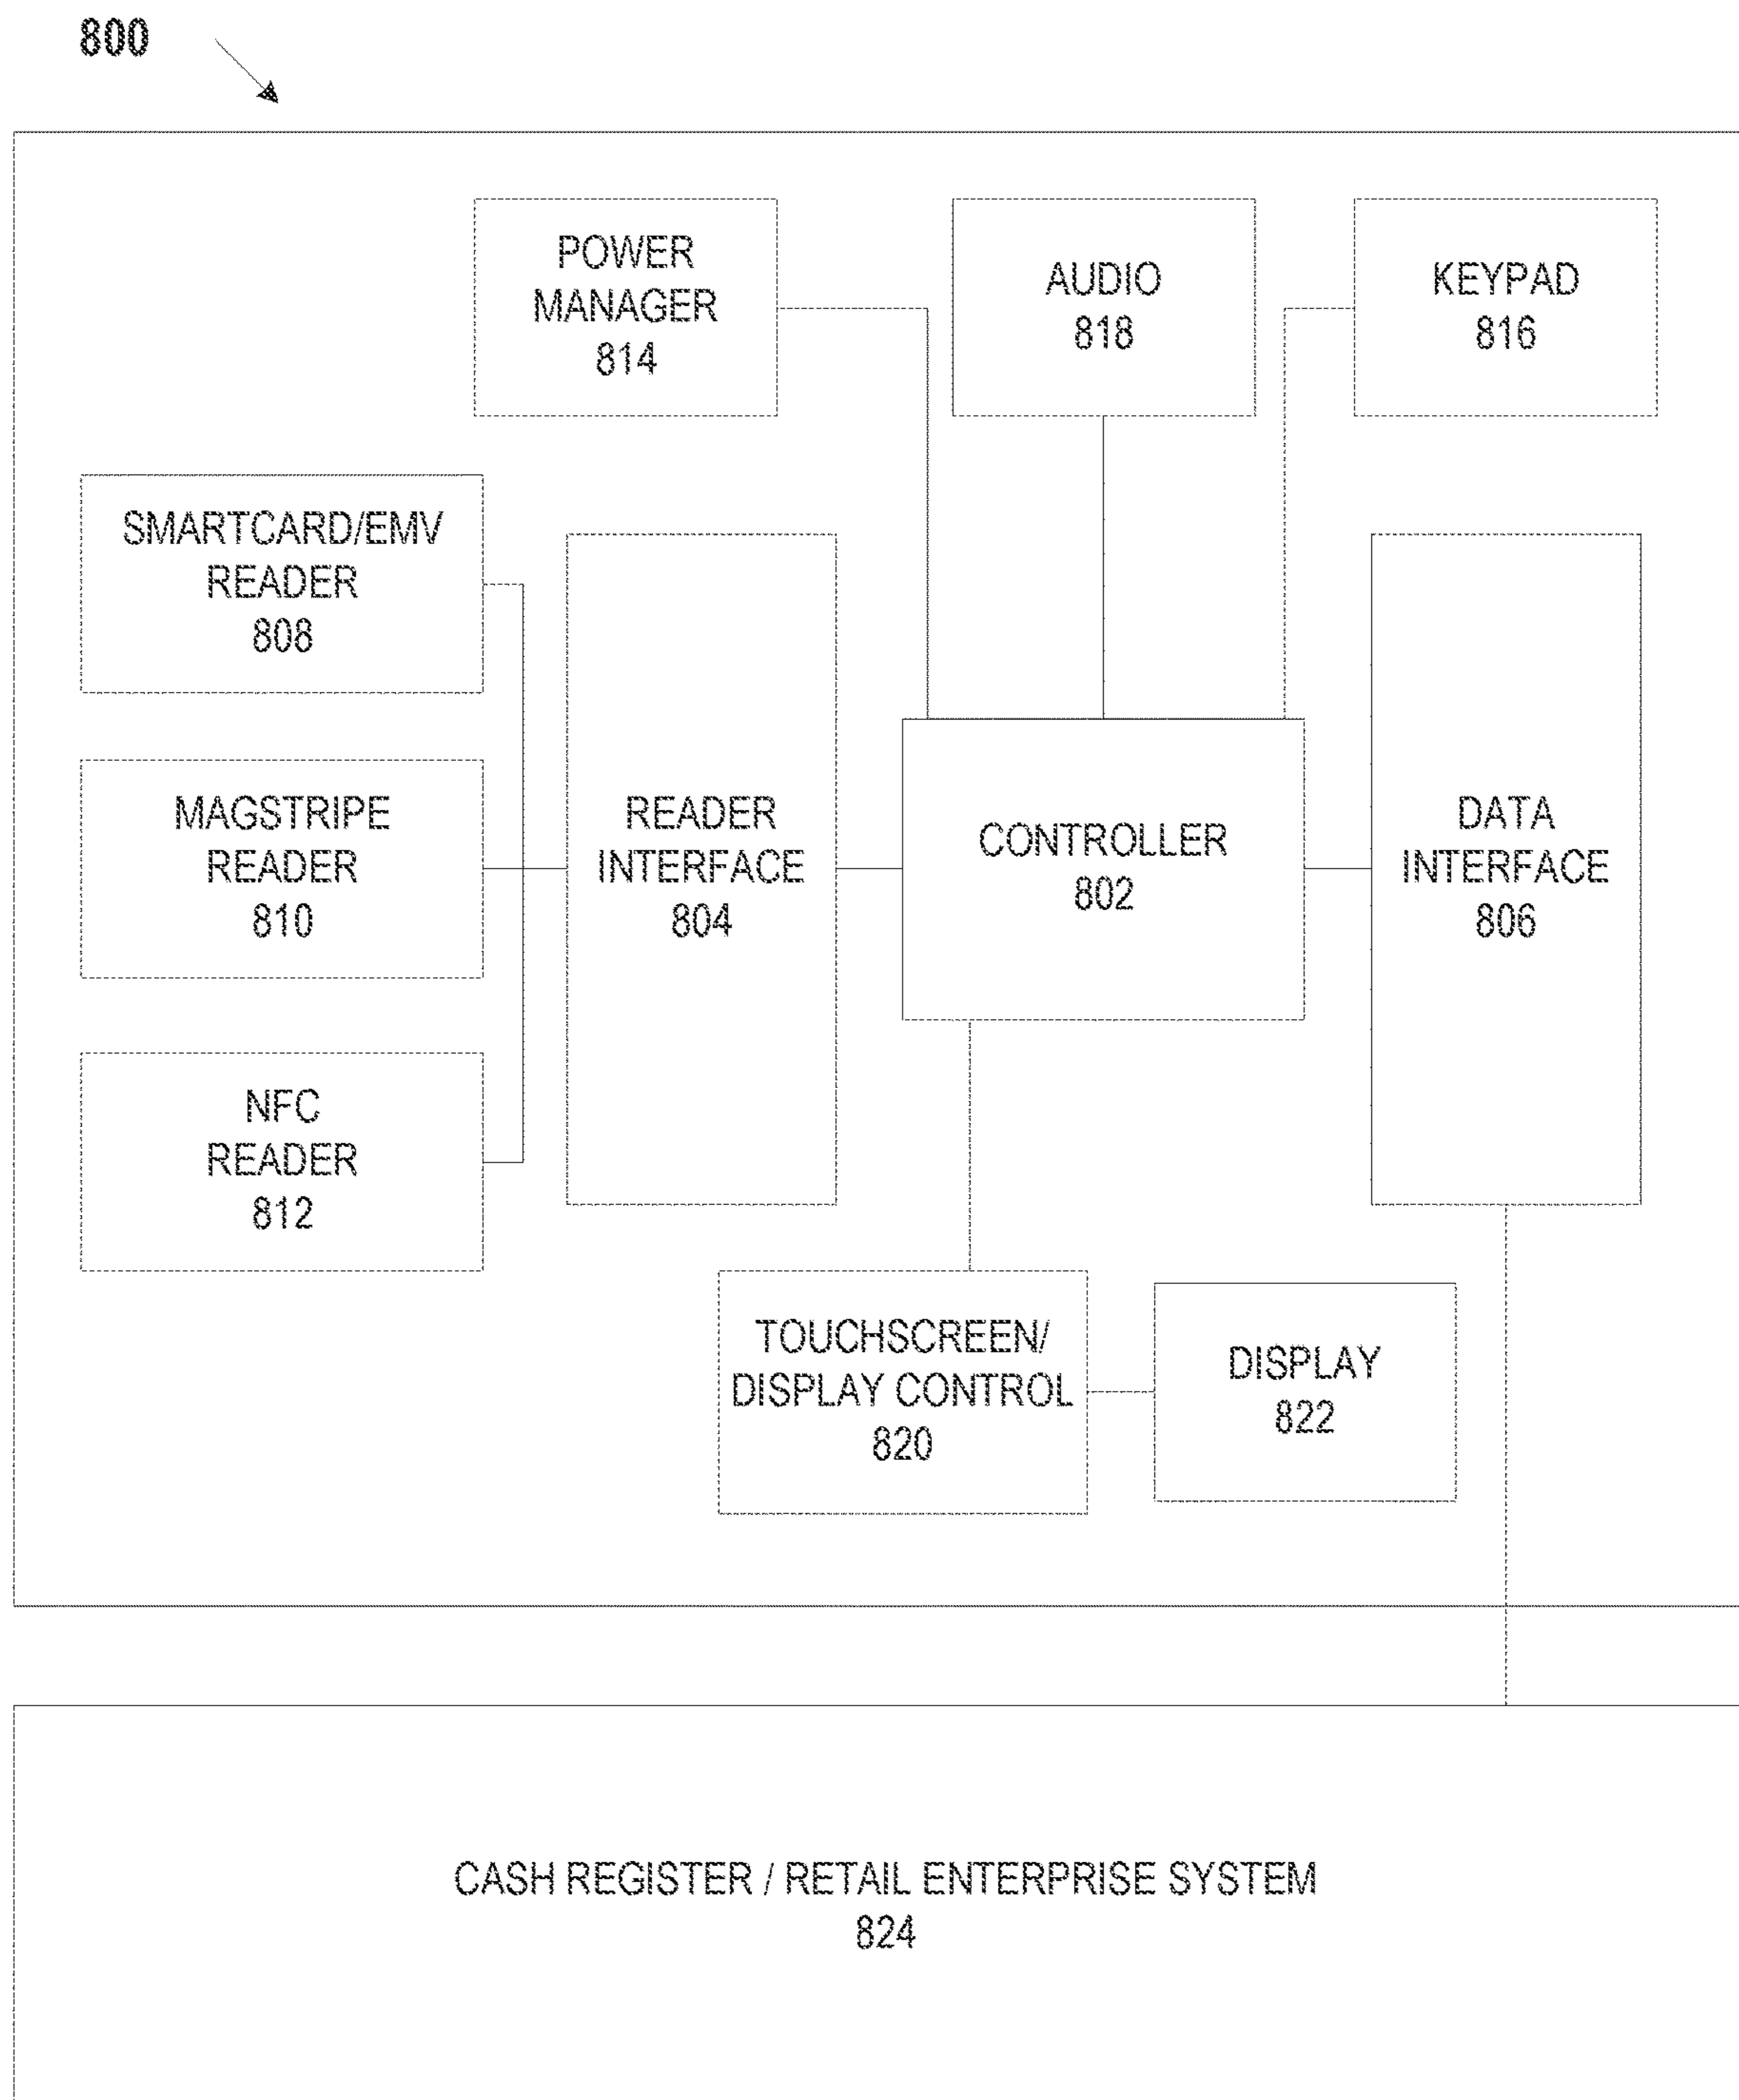 800
POWER
MANAGER
814
AUDIO
818
KEYPAD
816
SMARTCARD/EMV
READER
808
MAGSTRIPE
READER
810
NFC
READER
812
READER
INTERFACE
804
CONTROLLER
802
DATA
INTERFACE
806
TOUCHSCREEN/
DISPLAY CONTROL
820
DISPLAY
822
CASH REGISTER / RETAIL ENTERPRISE SYSTEM
824